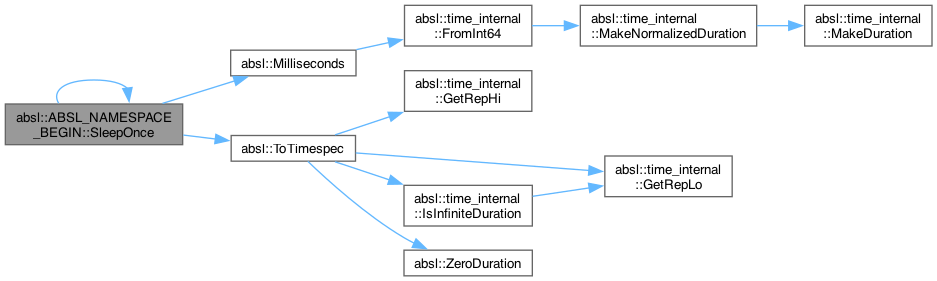 absl::ABSL_NAMESPACE
_BEGIN::SleepOnce
absl::Milliseconds
absl::time_internal
::FromInt64
absl::time_internal
::MakeNormalizedDuration
absl::time_internal
::MakeDuration
absl::ToTimespec
absl::time_internal
::GetRepHi
absl::time_internal
::IsInfiniteDuration
absl::time_internal
::GetRepLo
absl::ZeroDuration